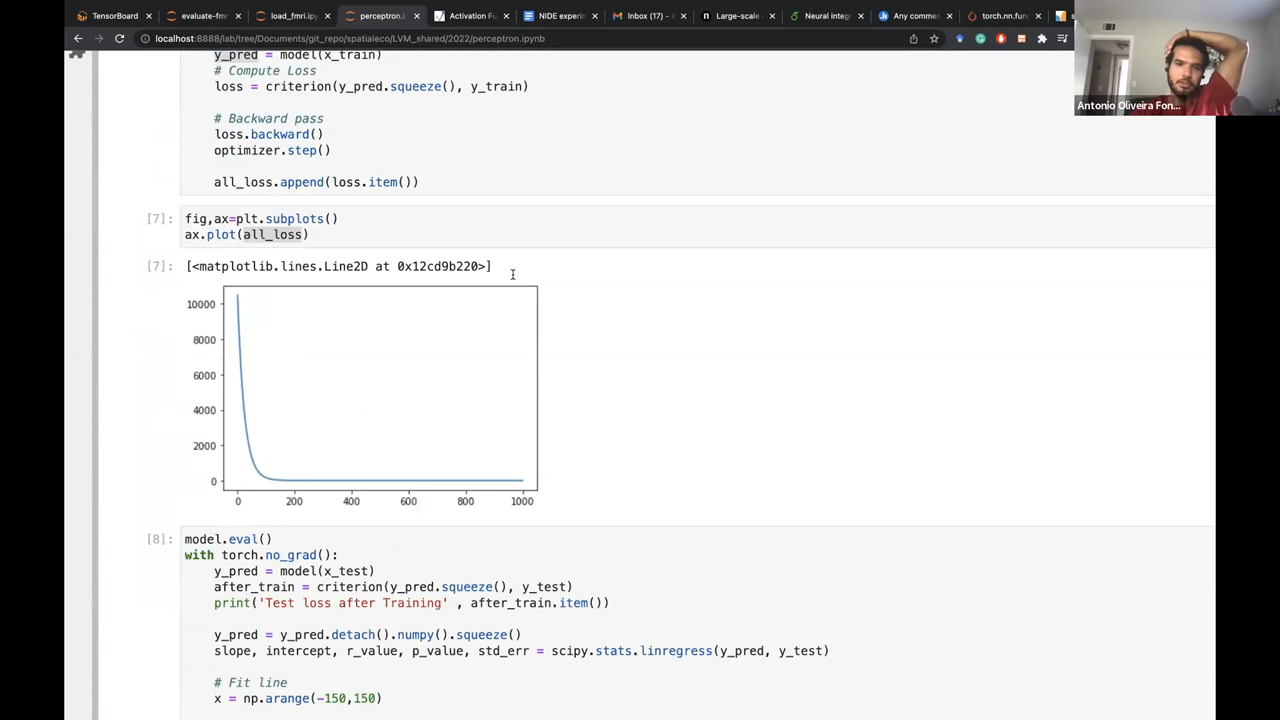 TensorBoard
evaluate-fmr
load_fmri.ipy
perceptron.i
Activation Fu
NIDE experin
Inbox (17) -
Large-scale
Neural integr
Any commen
torch.nn.func
localhost:8888/lab/tree/Documents/git_repo/spatialeco/LVM_shared/2022/perceptron.ipynb
Antonio Oliveira Fon...
y_pred = model(x_train)
# Compute Loss
loss = criterion(y_pred.squeeze(), y_train)
# Backward pass
loss.backward()
optimizer.step()
all_loss.append(loss.item())
[7]: fig,ax=plt.subplots()
ax.plot(all_loss)
[7]: [<matplotlib.lines.Line2D at 0x12cd9b220>]
10000
8000
6000
4000
2000
0
0 200 400 600 800 1000
[8]: model.eval()
with torch.no_grad():
y_pred = model(x_test)
after_train = criterion(y_pred.squeeze(), y_test)
print('Test loss after Training' , after_train.item())
y_pred = y_pred.detach().numpy().squeeze()
slope, intercept, r_value, p_value, std_err = scipy.stats.linregress(y_pred, y_test)
# Fit line
x = np.arange(-150,150)